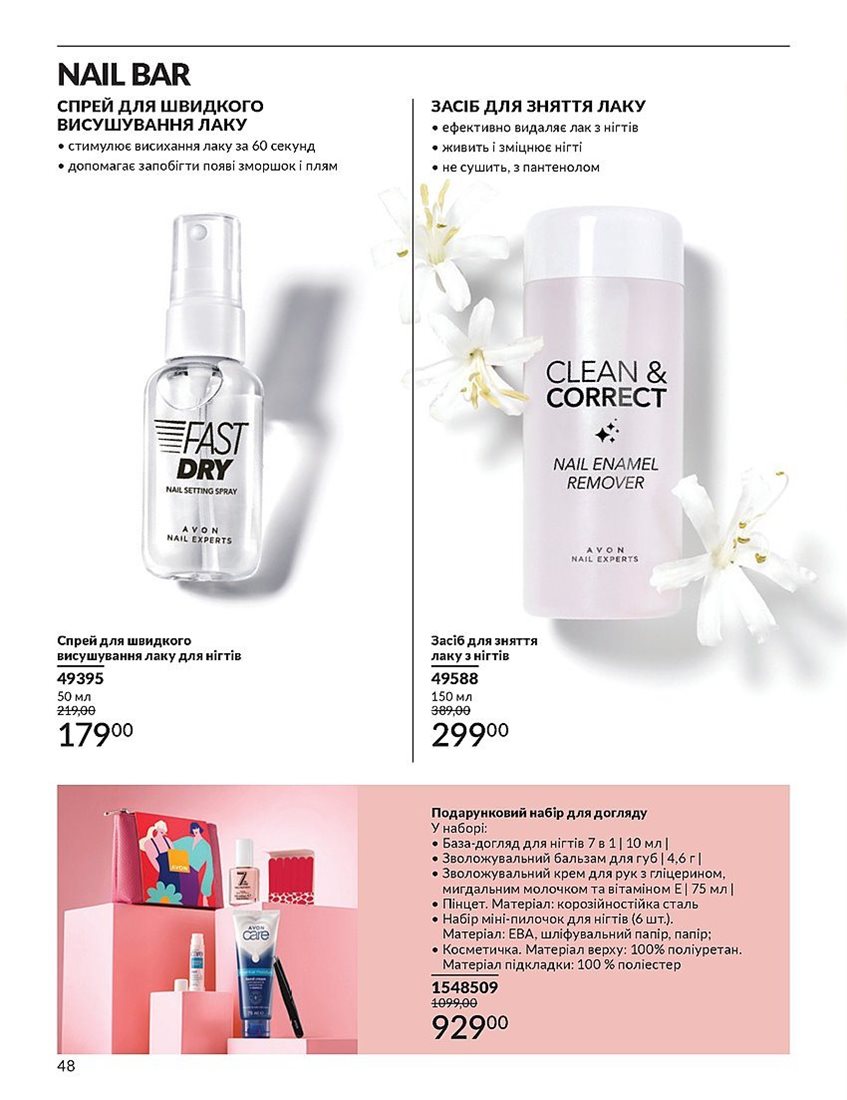 NAIL BAR
СПРЕЙ ДЛЯ ШВИДКОГО
ВИСУШУВАННЯ ЛАКУ
• стимулює висихання лаку за 60 секунд
• допомагає запобігти появі зморшок і плям
FAST
DRY
NAIL SETTING SPRAY
AVON
NAIL EXPERTS
Спрей для швидкого
висушування лаку для нігтів
49395
50 мл
219,00
179⁰⁰
ЗАСІБ ДЛЯ ЗНЯТТЯ ЛАКУ
• ефективно видаляє лак з нігтів
• живить і зміцнює нігті
• не сушить, з пантенолом
CLEAN &
CORRECT
NAIL ENAMEL
REMOVER
AVON
NAIL EXPERTS
Засіб для зняття
лаку з нігтів
49588
150 мл
389,00
299⁰⁰
AVON
7
AVON
care
Подарунковий набір для догляду
У наборі:
• База-догляд для нігтів 7 в 1 | 10 мл |
• Зволожувальний бальзам для губ | 4,6 г |
• Зволожувальний крем для рук з гліцерином,
мигдальним молочком та вітаміном Е | 75 мл |
• Пінцет. Матеріал: корозійностійка сталь
• Набір міні-пилочок для нігтів (6 шт.).
Матеріал: ЕВА, шліфувальний папір, папір;
• Косметичка. Матеріал верху: 100% поліуретан.
Матеріал підкладки: 100 % поліестер
1548509
1099,00
929⁰⁰
48